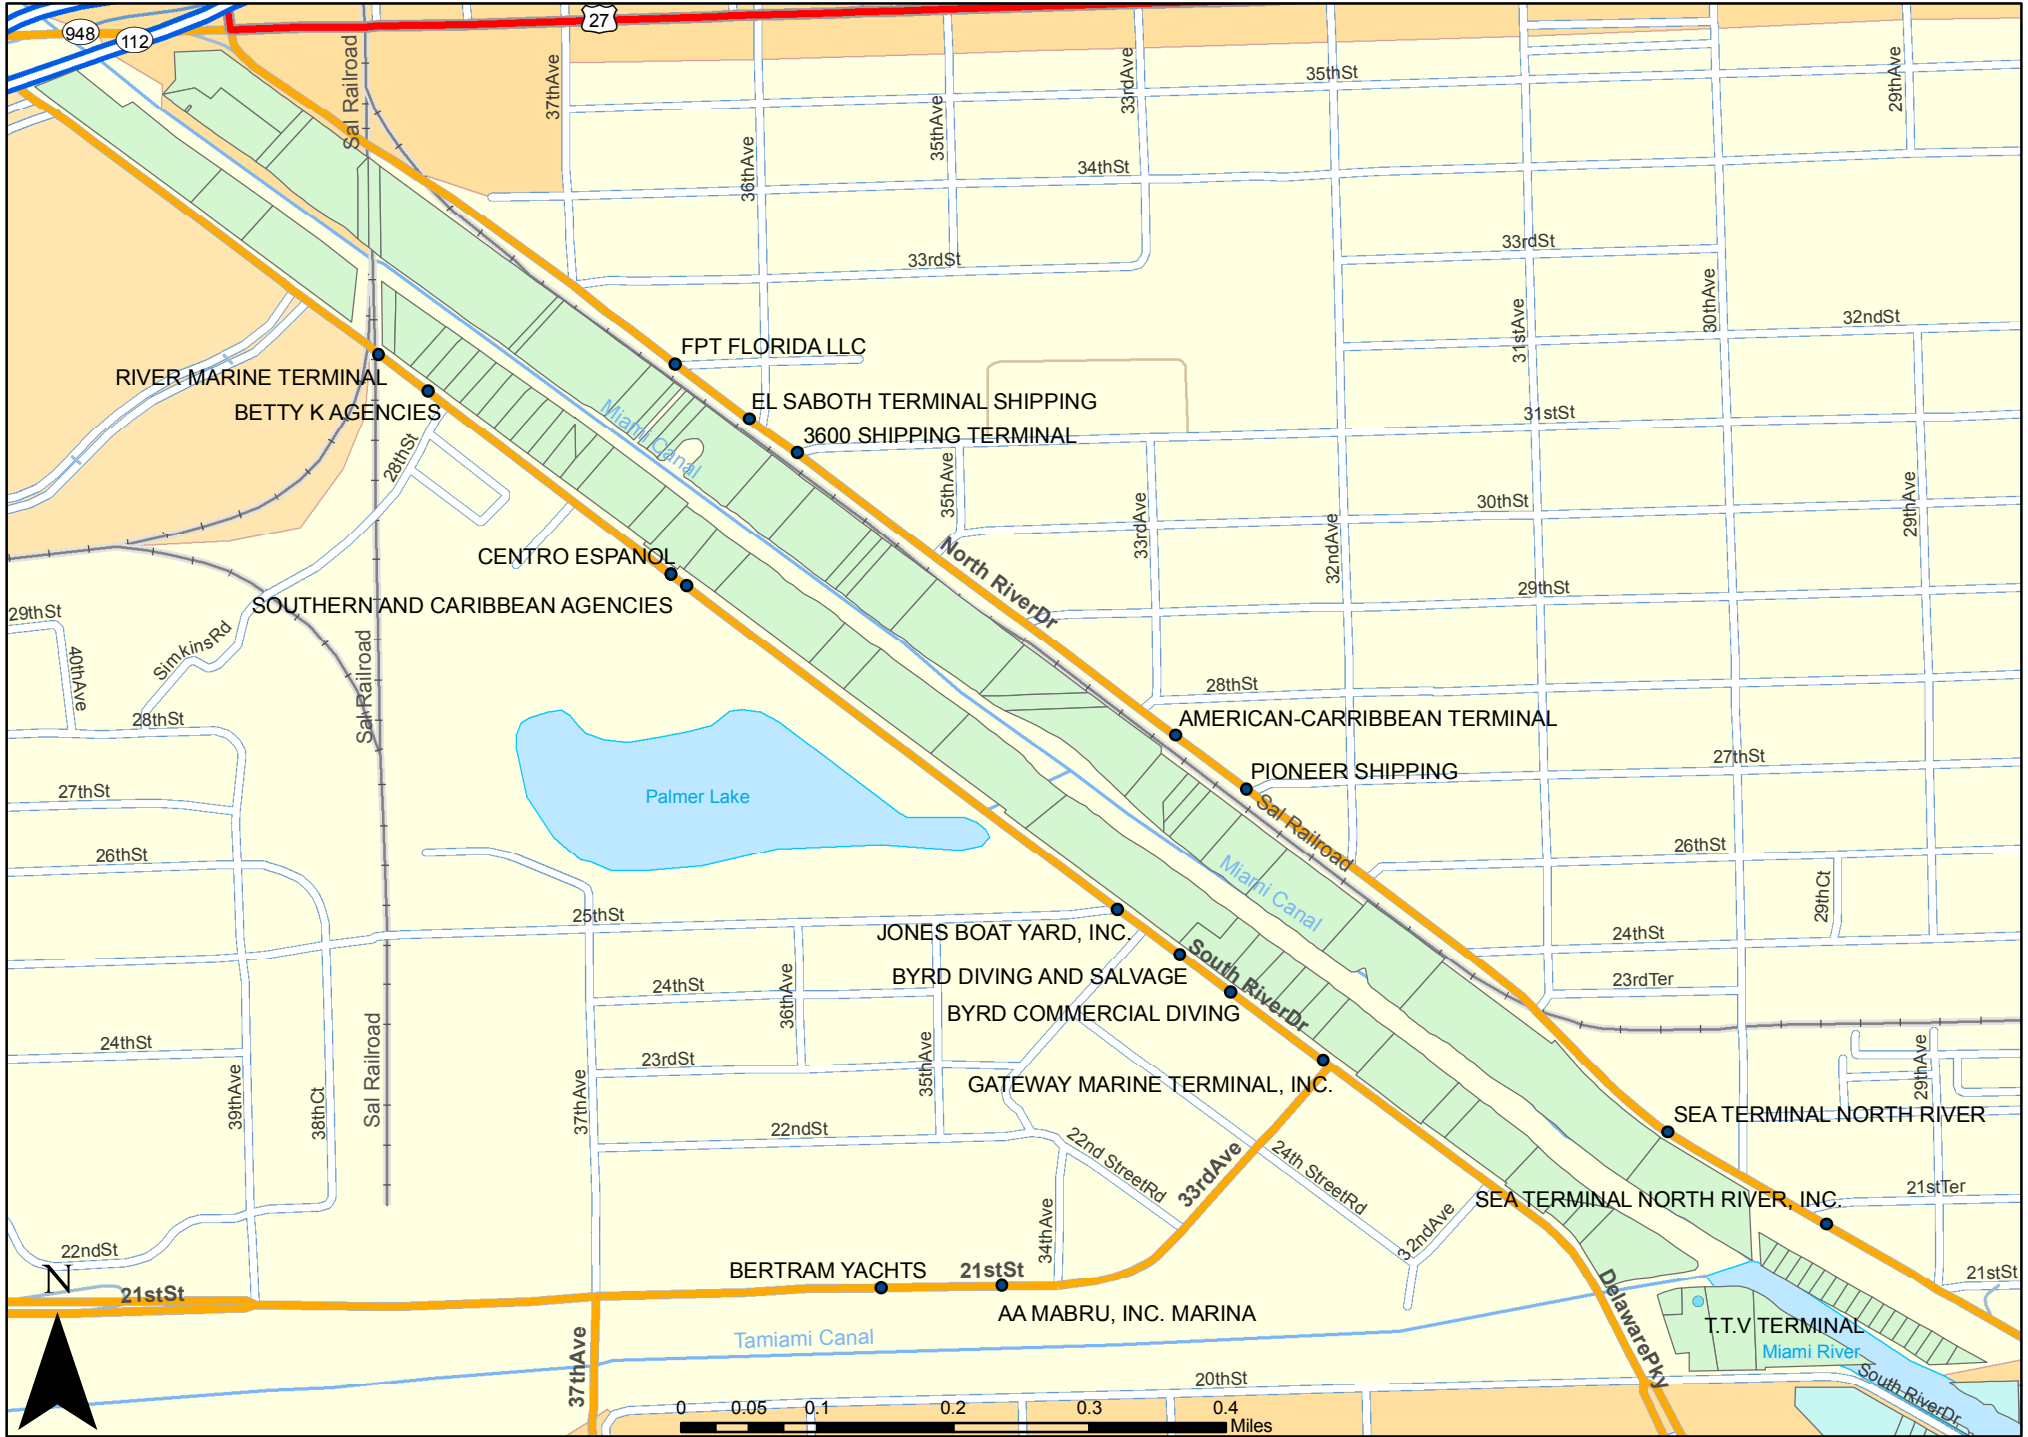 948
112
27
Sal Railroad
37thAve
36thAve
35thAve
33rdAve
35thSt
29thAve
34thSt
33rdSt
33rdSt
30thAve
31stAve
32ndSt
FPT FLORIDA LLC
RIVER MARINE TERMINAL
BETTY K AGENCIES
EL SABOTH TERMINAL SHIPPING
3600 SHIPPING TERMINAL
31stSt
Miami Canal
28thSt
35thAve
33rdAve
32ndAve
30thSt
29thAve
North RiverDr
CENTRO ESPANOL
SOUTHERN AND CARIBBEAN AGENCIES
29thSt
29thSt
SimkinsRd
40thAve
Sal Railroad
28thSt
28thSt
AMERICAN-CARRIBBEAN TERMINAL
PIONEER SHIPPING
27thSt
Palmer Lake
27thSt
Sal Railroad
26thSt
26thSt
Miami Canal
29thCt
25thSt
JONES BOAT YARD, INC.
24thSt
South RiverDr
BYRD DIVING AND SALVAGE
23rdTer
24thSt
36thAve
BYRD COMMERCIAL DIVING
Sal Railroad
24thSt
23rdSt
35thAve
GATEWAY MARINE TERMINAL, INC.
29thAve
39thAve
38thCt
37thAve
SEA TERMINAL NORTH RIVER
22ndSt
22nd StreetRd
33rdAve
24th StreetRd
SEA TERMINAL NORTH RIVER, INC.
21stTer
34thAve
32ndAve
22ndSt
N
BERTRAM YACHTS
21stSt
21stSt
21stSt
AA MABRU, INC. MARINA
DelawarePky
T.T.V TERMINAL
Miami River
Tamiami Canal
37thAve
20thSt
South RiverDr
0 0.05 0.1 0.2 0.3 0.4
Miles